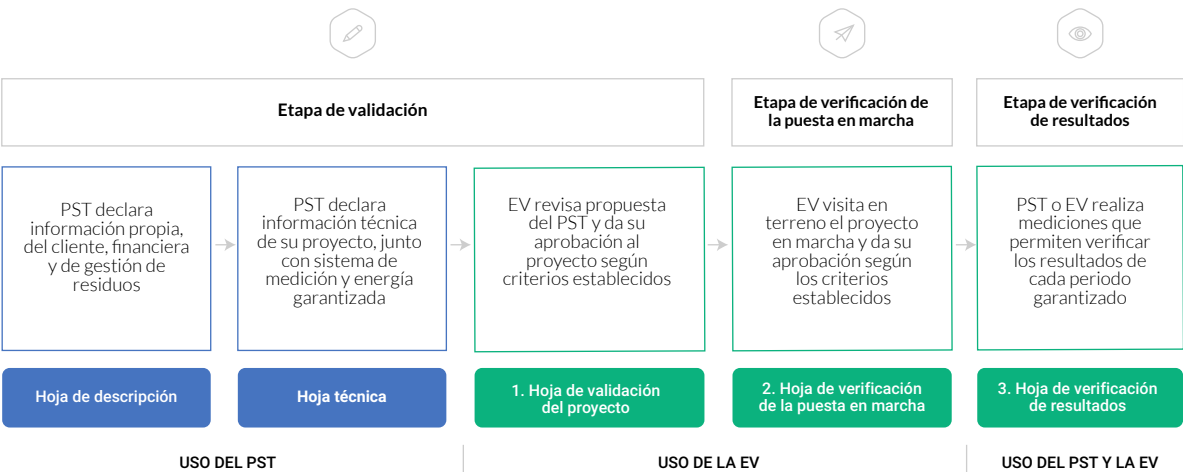 Etapa de validación
Etapa de verificación de
la puesta en marcha
Etapa de verificación
de resultados
PST declara
información propia,
del cliente, financiera
y de gestión de
residuos
PST declara
información técnica
de su proyecto, junto
con sistema de
medición y energía
garantizada
EV revisa propuesta
del PST y da su
aprobación al
proyecto según
criterios establecidos
EV visita en
terreno el proyecto
en marcha y da su
aprobación según
los criterios
establecidos
PST o EV realiza
mediciones que
permiten verificar
los resultados de
cada periodo
garantizado
Hoja de descripción
Hoja técnica
1. Hoja de validación
del proyecto
2. Hoja de verificación
de la puesta en marcha
3. Hoja de verificación
de resultados
USO DEL PST
USO DE LA EV
USO DEL PST Y LA EV